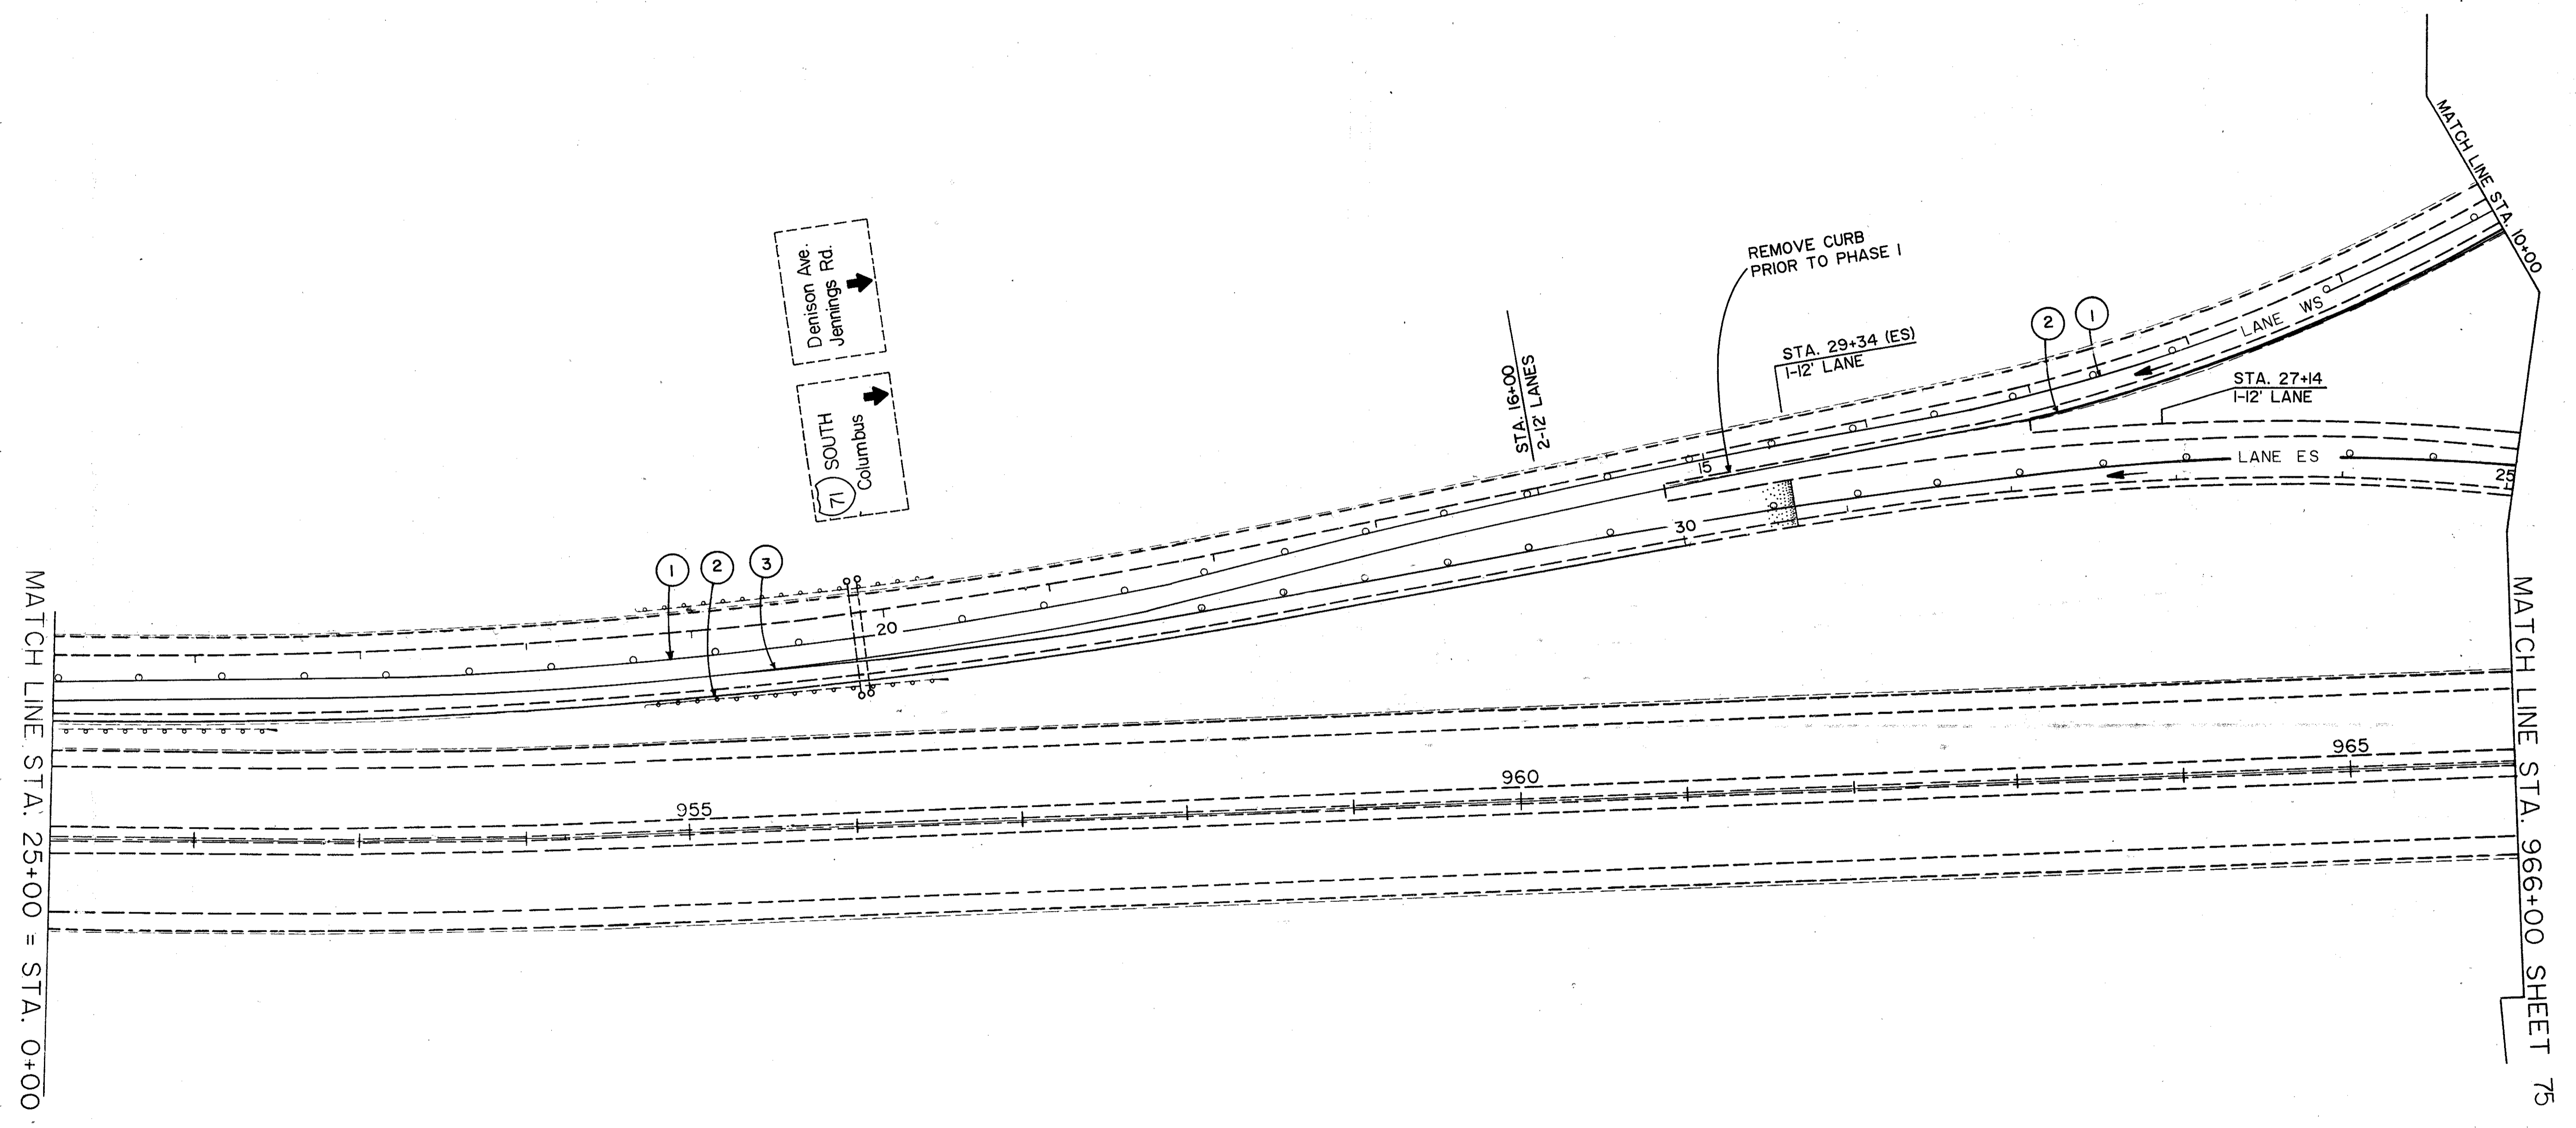 MATCH LINE STA. 10+00
Denison Ave.
Jennings Rd.
71
SOUTH
Columbus
REMOVE CURB
PRIOR TO PHASE 1
STA. 29+34 (ES)
1-12' LANE
STA. 16+00
2-12' LANES
2
1
LANE WS
STA. 27+14
1-12' LANE
LANE ES
25
15
30
1
2
3
20
965
960
955
MATCH LINE STA. 25+00 = STA. 0+00
MATCH LINE STA. 966+00 SHEET 75